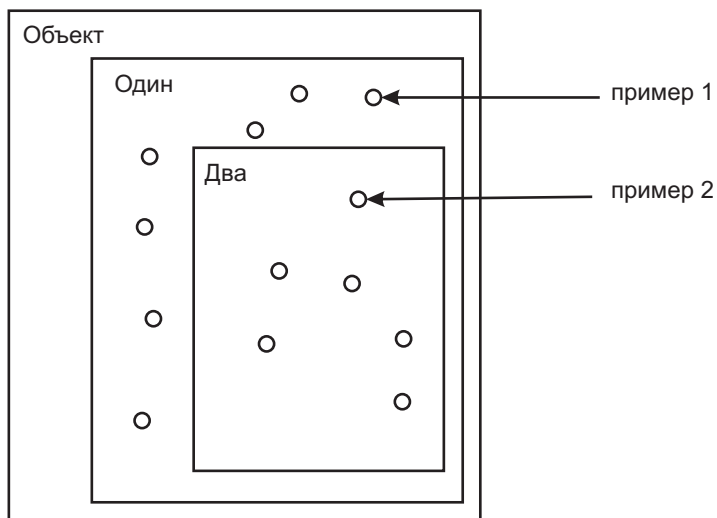 Объект
Один
пример 1
Два
пример 2